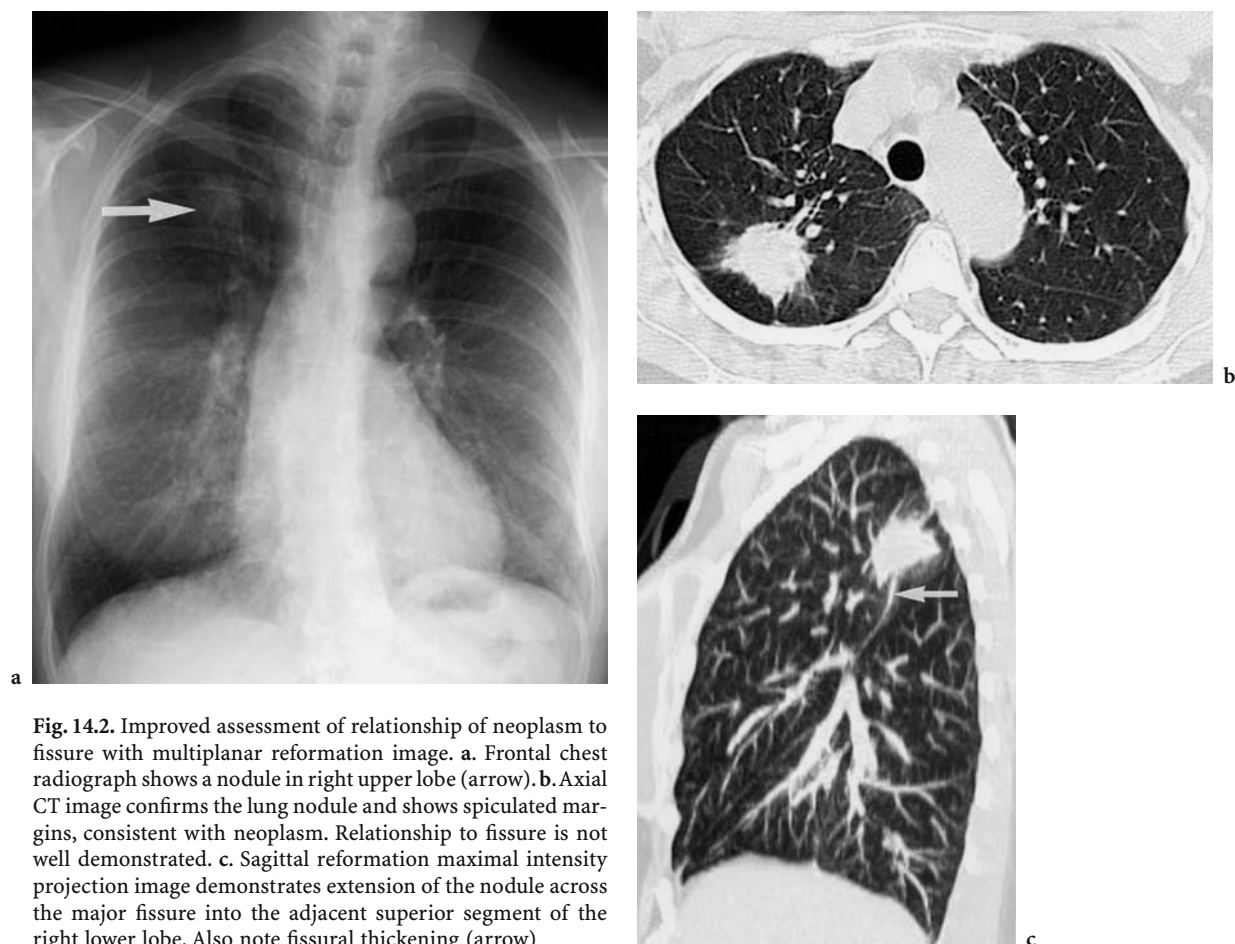 a
b
c
Fig. 14.2. Improved assessment of relationship of neoplasm to
fissure with multiplanar reformation image. a. Frontal chest
radiograph shows a nodule in right upper lobe (arrow). b. Axial
CT image confirms the lung nodule and shows spiculated mar-
gins, consistent with neoplasm. Relationship to fissure is not
well demonstrated. c. Sagittal reformation maximal intensity
projection image demonstrates extension of the nodule across
the major fissure into the adjacent superior segment of the
right lower lobe. Also note fissural thickening (arrow)